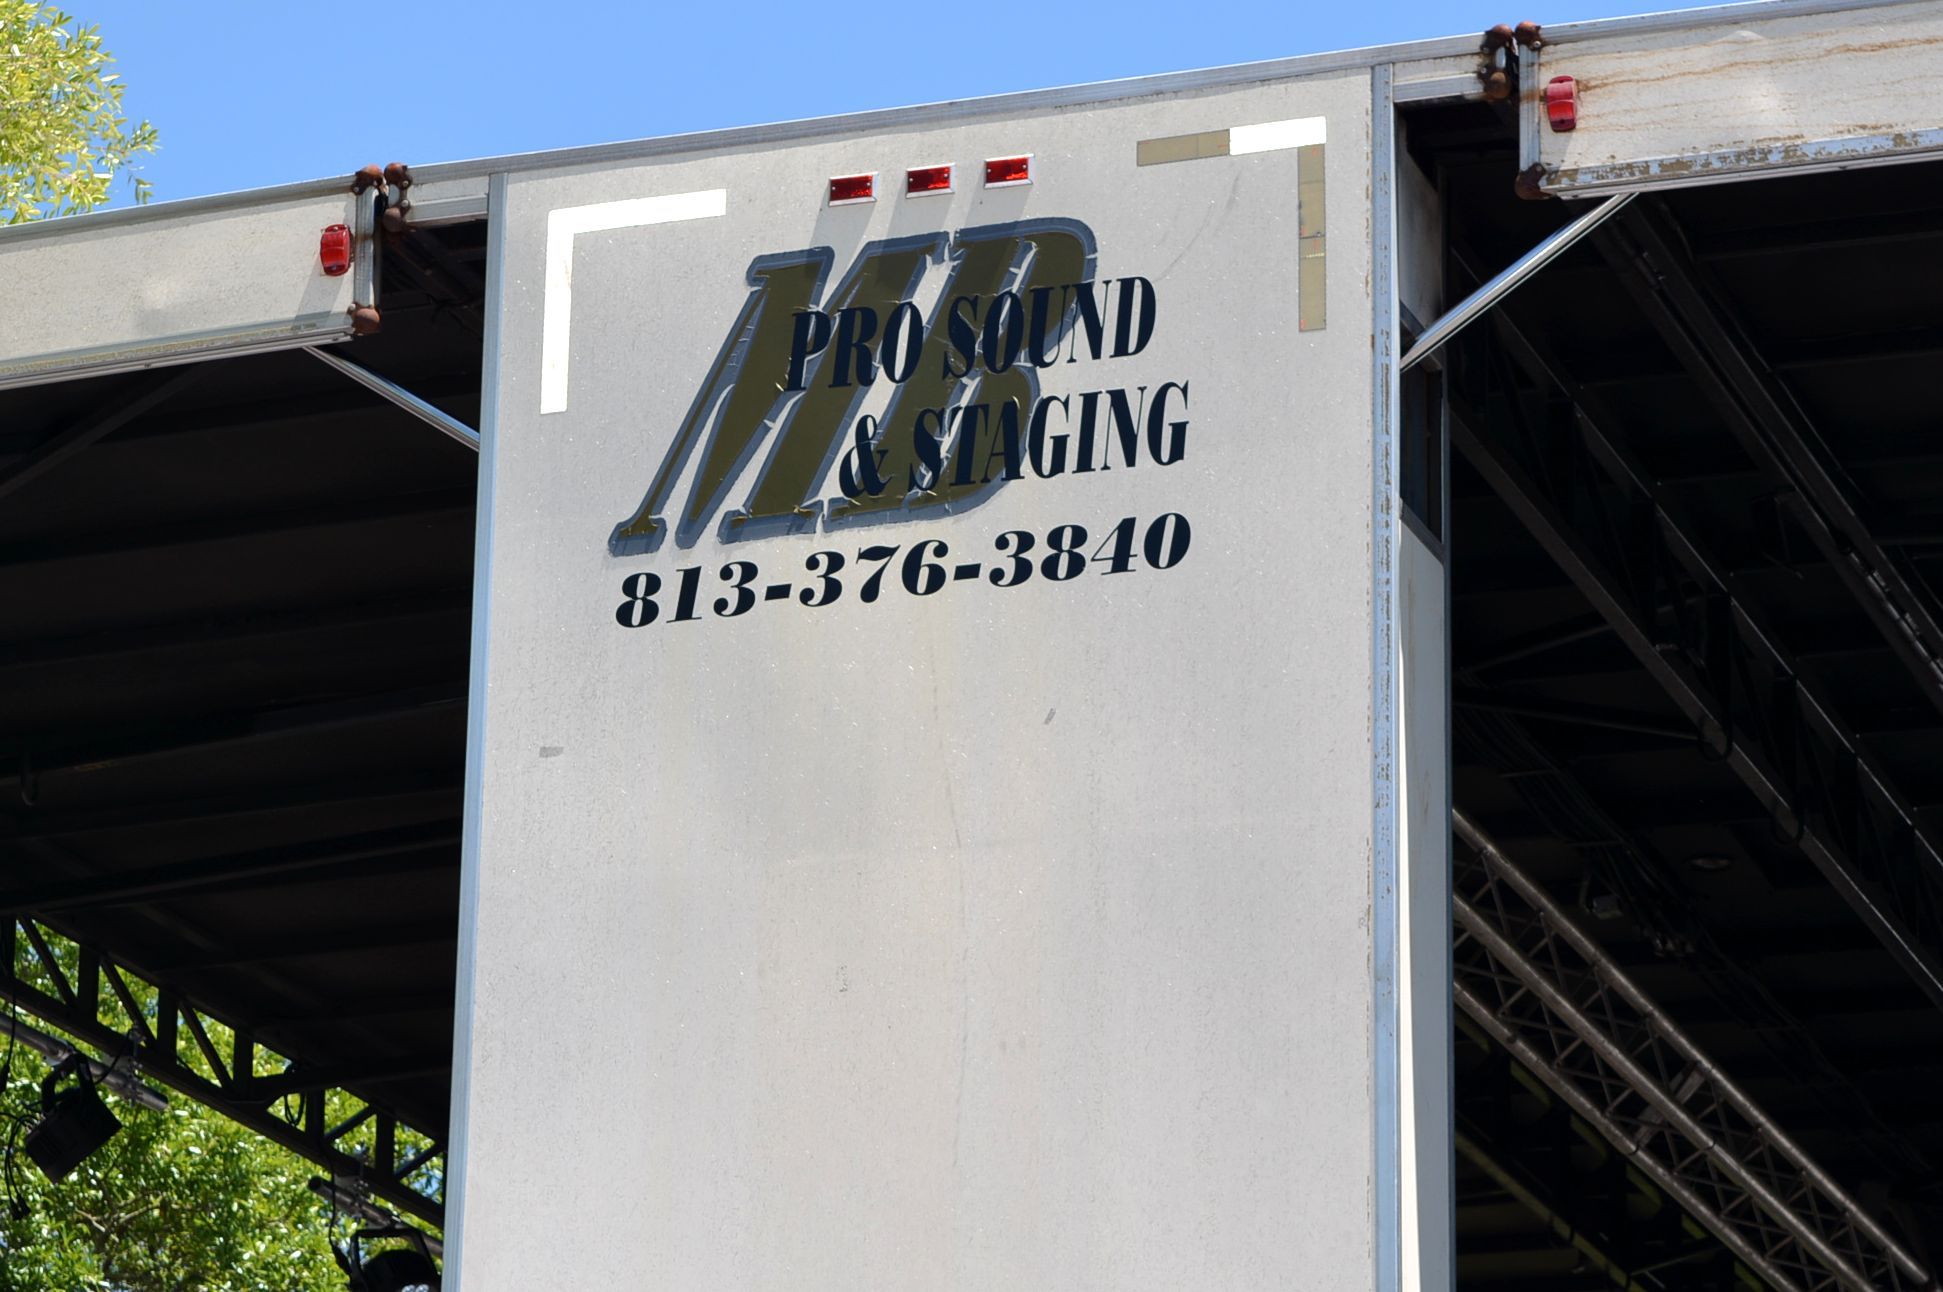 MB
PRO SOUND
& STAGING
813-376-3840